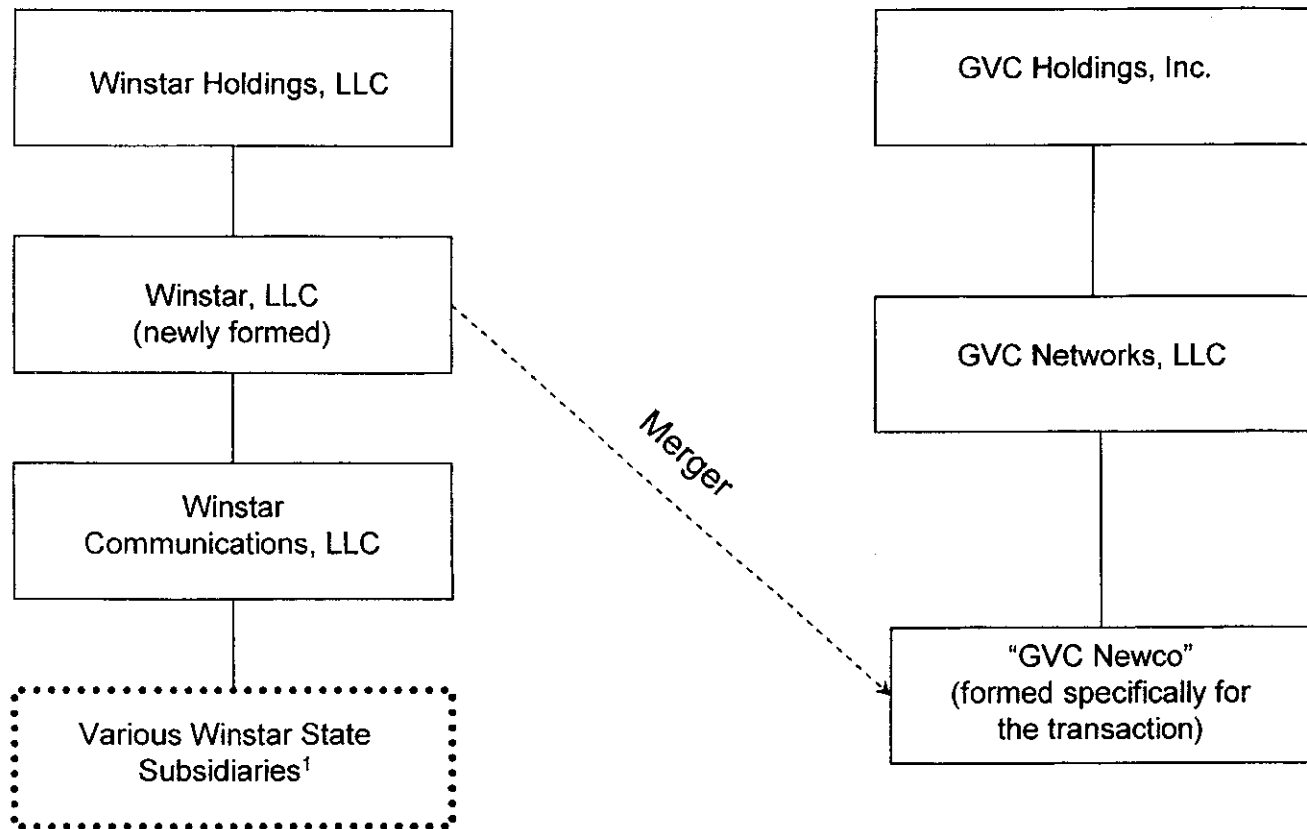 Winstar Holdings, LLC
Winstar, LLC
(newly formed)
Winstar
Communications, LLC
Various Winstar State
Subsidiaries¹
Merger
GVC Holdings, Inc.
GVC Networks, LLC
“GVC Newco”
(formed specifically for
the transaction)